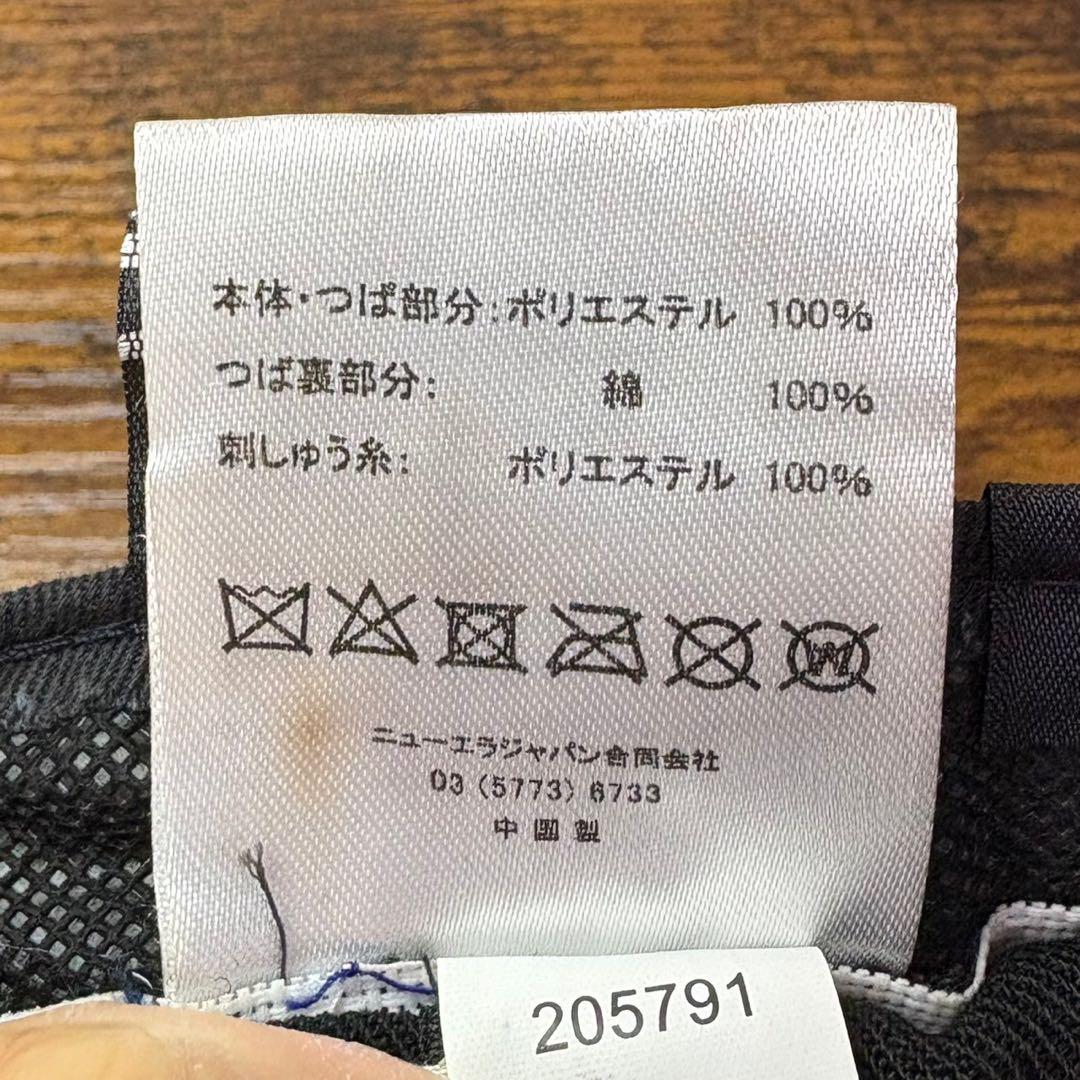 本体・つば部分:ポリエステル 100%
つば裏部分: 綿 100%
刺しゅう糸: ポリエステル 100%
W
ニューエラジャパン合同会社
03 (5773) 6733
中国製
205791